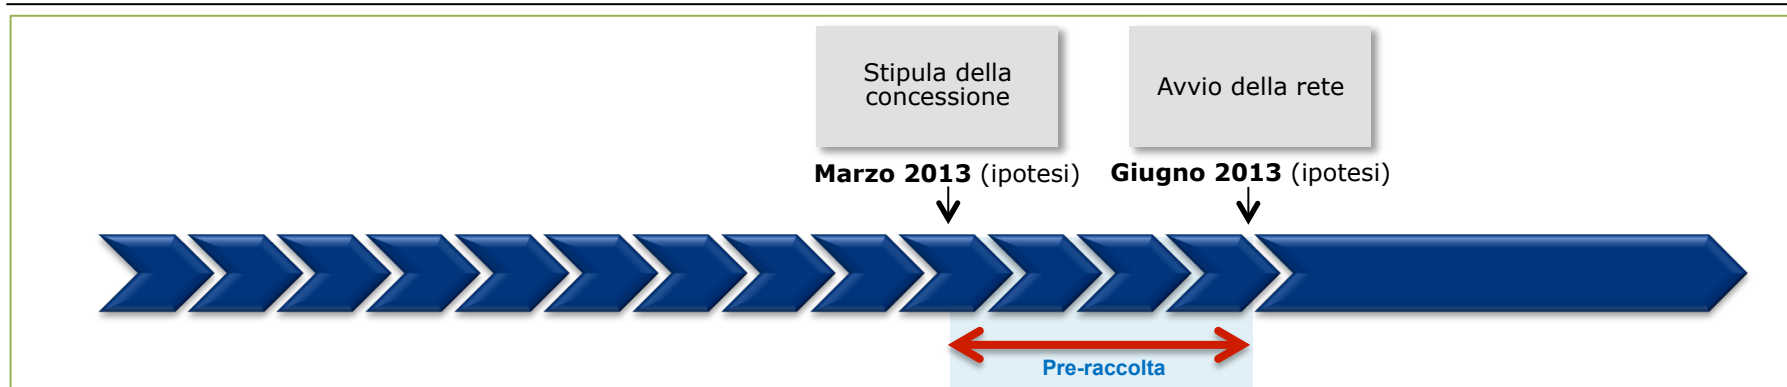 Stipula della
concessione
Avvio della rete
Marzo 2013 (ipotesi)
Giugno 2013 (ipotesi)
Pre-raccolta